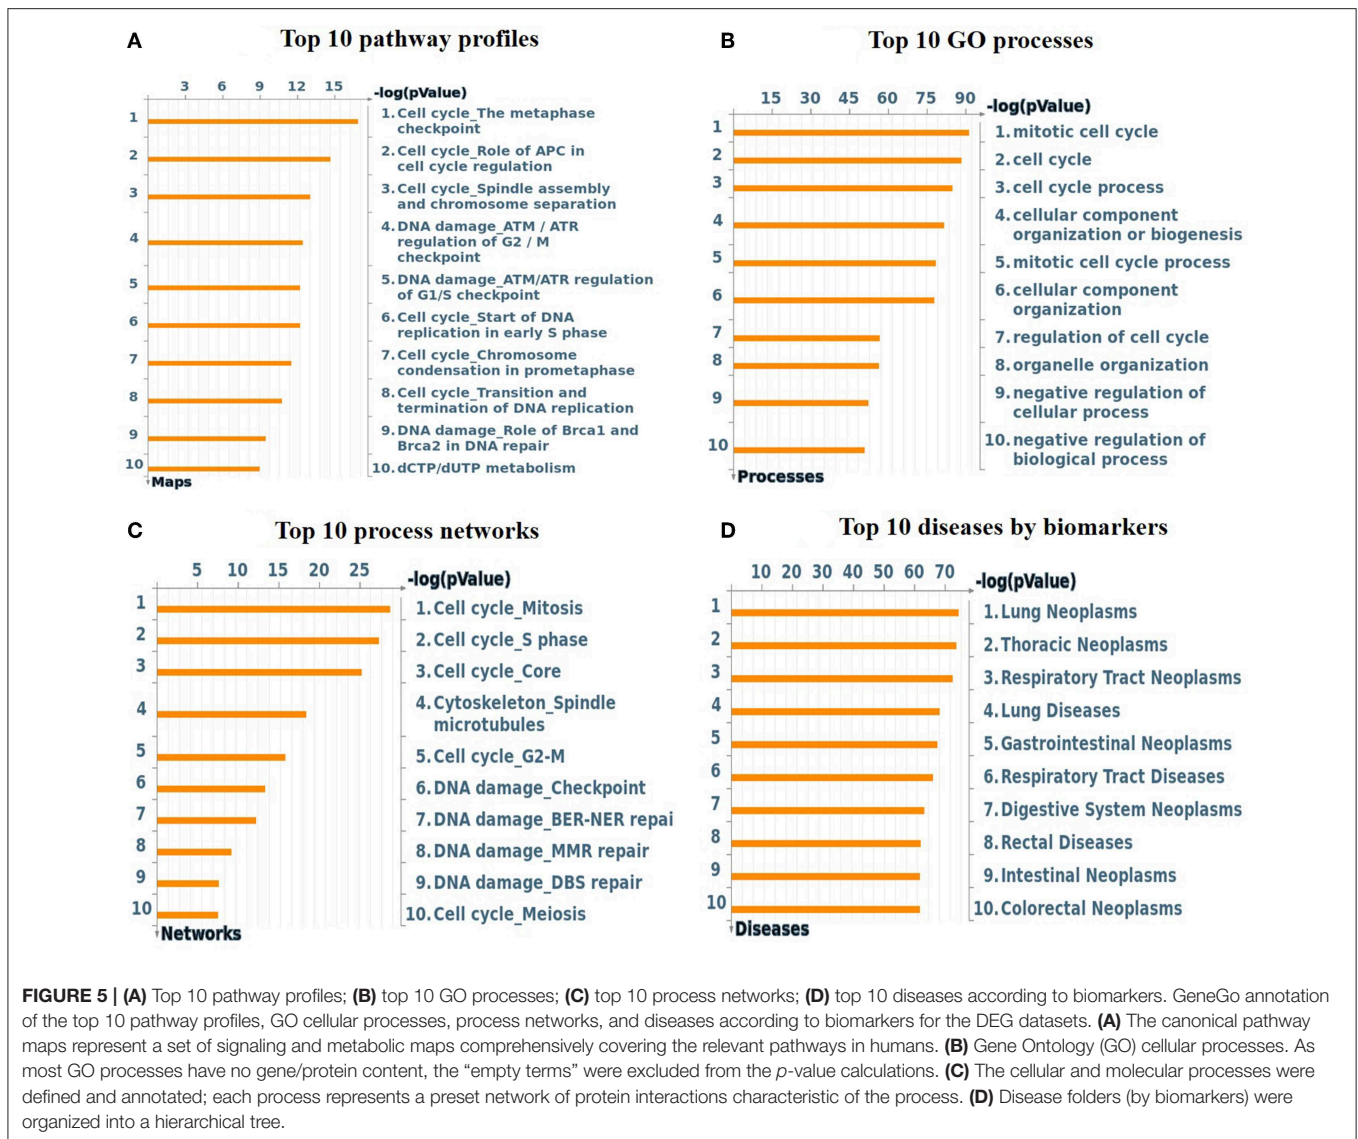 A
Top 10 pathway profiles
3 6 9 12 15
-log(pValue)
1 2 3 4 5 6 7 8 9 10
Maps
1. Cell cycle_The metaphase
checkpoint
2. Cell cycle_Role of APC in
cell cycle regulation
3. Cell cycle_Spindle assembly
and chromosome separation
4. DNA damage_ATM / ATR
regulation of G2 / M
checkpoint
5. DNA damage_ATM/ATR regulation
of G1/S checkpoint
6. Cell cycle_Start of DNA
replication in early S phase
7. Cell cycle_Chromosome
condensation in prometaphase
8. Cell cycle_Transition and
termination of DNA replication
9. DNA damage_Role of Brca1 and
Brca2 in DNA repair
10. dCTP/dUTP metabolism
B
Top 10 GO processes
15 30 45 60 75 90
-log(pValue)
1 2 3 4 5 6 7 8 9 10
Processes
1. mitotic cell cycle
2. cell cycle
3. cell cycle process
4. cellular component
organization or biogenesis
5. mitotic cell cycle process
6. cellular component
organization
7. regulation of cell cycle
8. organelle organization
9. negative regulation of
cellular process
10. negative regulation of
biological process
C
Top 10 process networks
5 10 15 20 25
-log(pValue)
1 2 3 4 5 6 7 8 9 10
Networks
1. Cell cycle_Mitosis
2. Cell cycle_S phase
3. Cell cycle_Core
4. Cytoskeleton_Spindle
microtubules
5. Cell cycle_G2-M
6. DNA damage_Checkpoint
7. DNA damage_BER-NER repai
8. DNA damage_MMR repair
9. DNA damage_DBS repair
10. Cell cycle_Meiosis
D
Top 10 diseases by biomarkers
10 20 30 40 50 60 70
-log(pValue)
1 2 3 4 5 6 7 8 9 10
Diseases
1. Lung Neoplasms
2. Thoracic Neoplasms
3. Respiratory Tract Neoplasms
4. Lung Diseases
5. Gastrointestinal Neoplasms
6. Respiratory Tract Diseases
7. Digestive System Neoplasms
8. Rectal Diseases
9. Intestinal Neoplasms
10. Colorectal Neoplasms
FIGURE 5 | (A) Top 10 pathway profiles; (B) top 10 GO processes; (C) top 10 process networks; (D) top 10 diseases according to biomarkers. GeneGo annotation
of the top 10 pathway profiles, GO cellular processes, process networks, and diseases according to biomarkers for the DEG datasets. (A) The canonical pathway
maps represent a set of signaling and metabolic maps comprehensively covering the relevant pathways in humans. (B) Gene Ontology (GO) cellular processes. As
most GO processes have no gene/protein content, the “empty terms” were excluded from the p-value calculations. (C) The cellular and molecular processes were
defined and annotated; each process represents a preset network of protein interactions characteristic of the process. (D) Disease folders (by biomarkers) were
organized into a hierarchical tree.